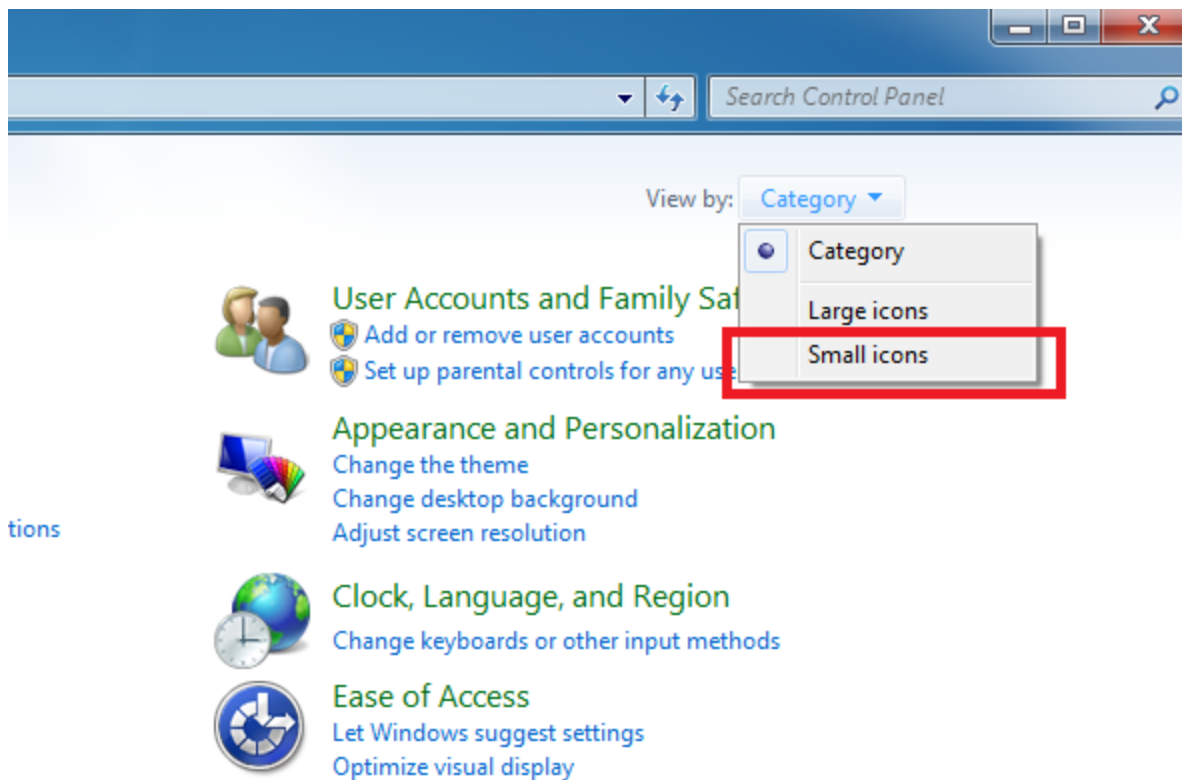 Search Control Panel
View by: Category
Category
Large icons
Small icons
User Accounts and Family
Add or remove user accounts
Set up parental controls for any
Appearance and Personalization
Change the theme
Change desktop background
tions
Adjust screen resolution
Clock, Language, and Region
Change keyboards or other input methods
Ease of Access
Let Windows suggest settings
Optimize visual display